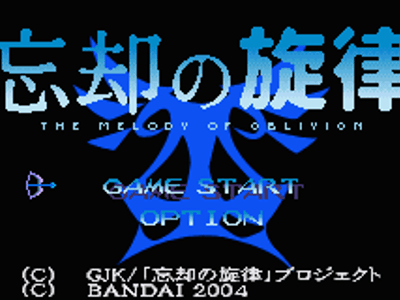 忘却の旋律
THE MELODY OF OBLIVION
GAME START
OPTION
(C) GJK/「忘却の旋律」プロジェクト
(C) BANDAI 2004